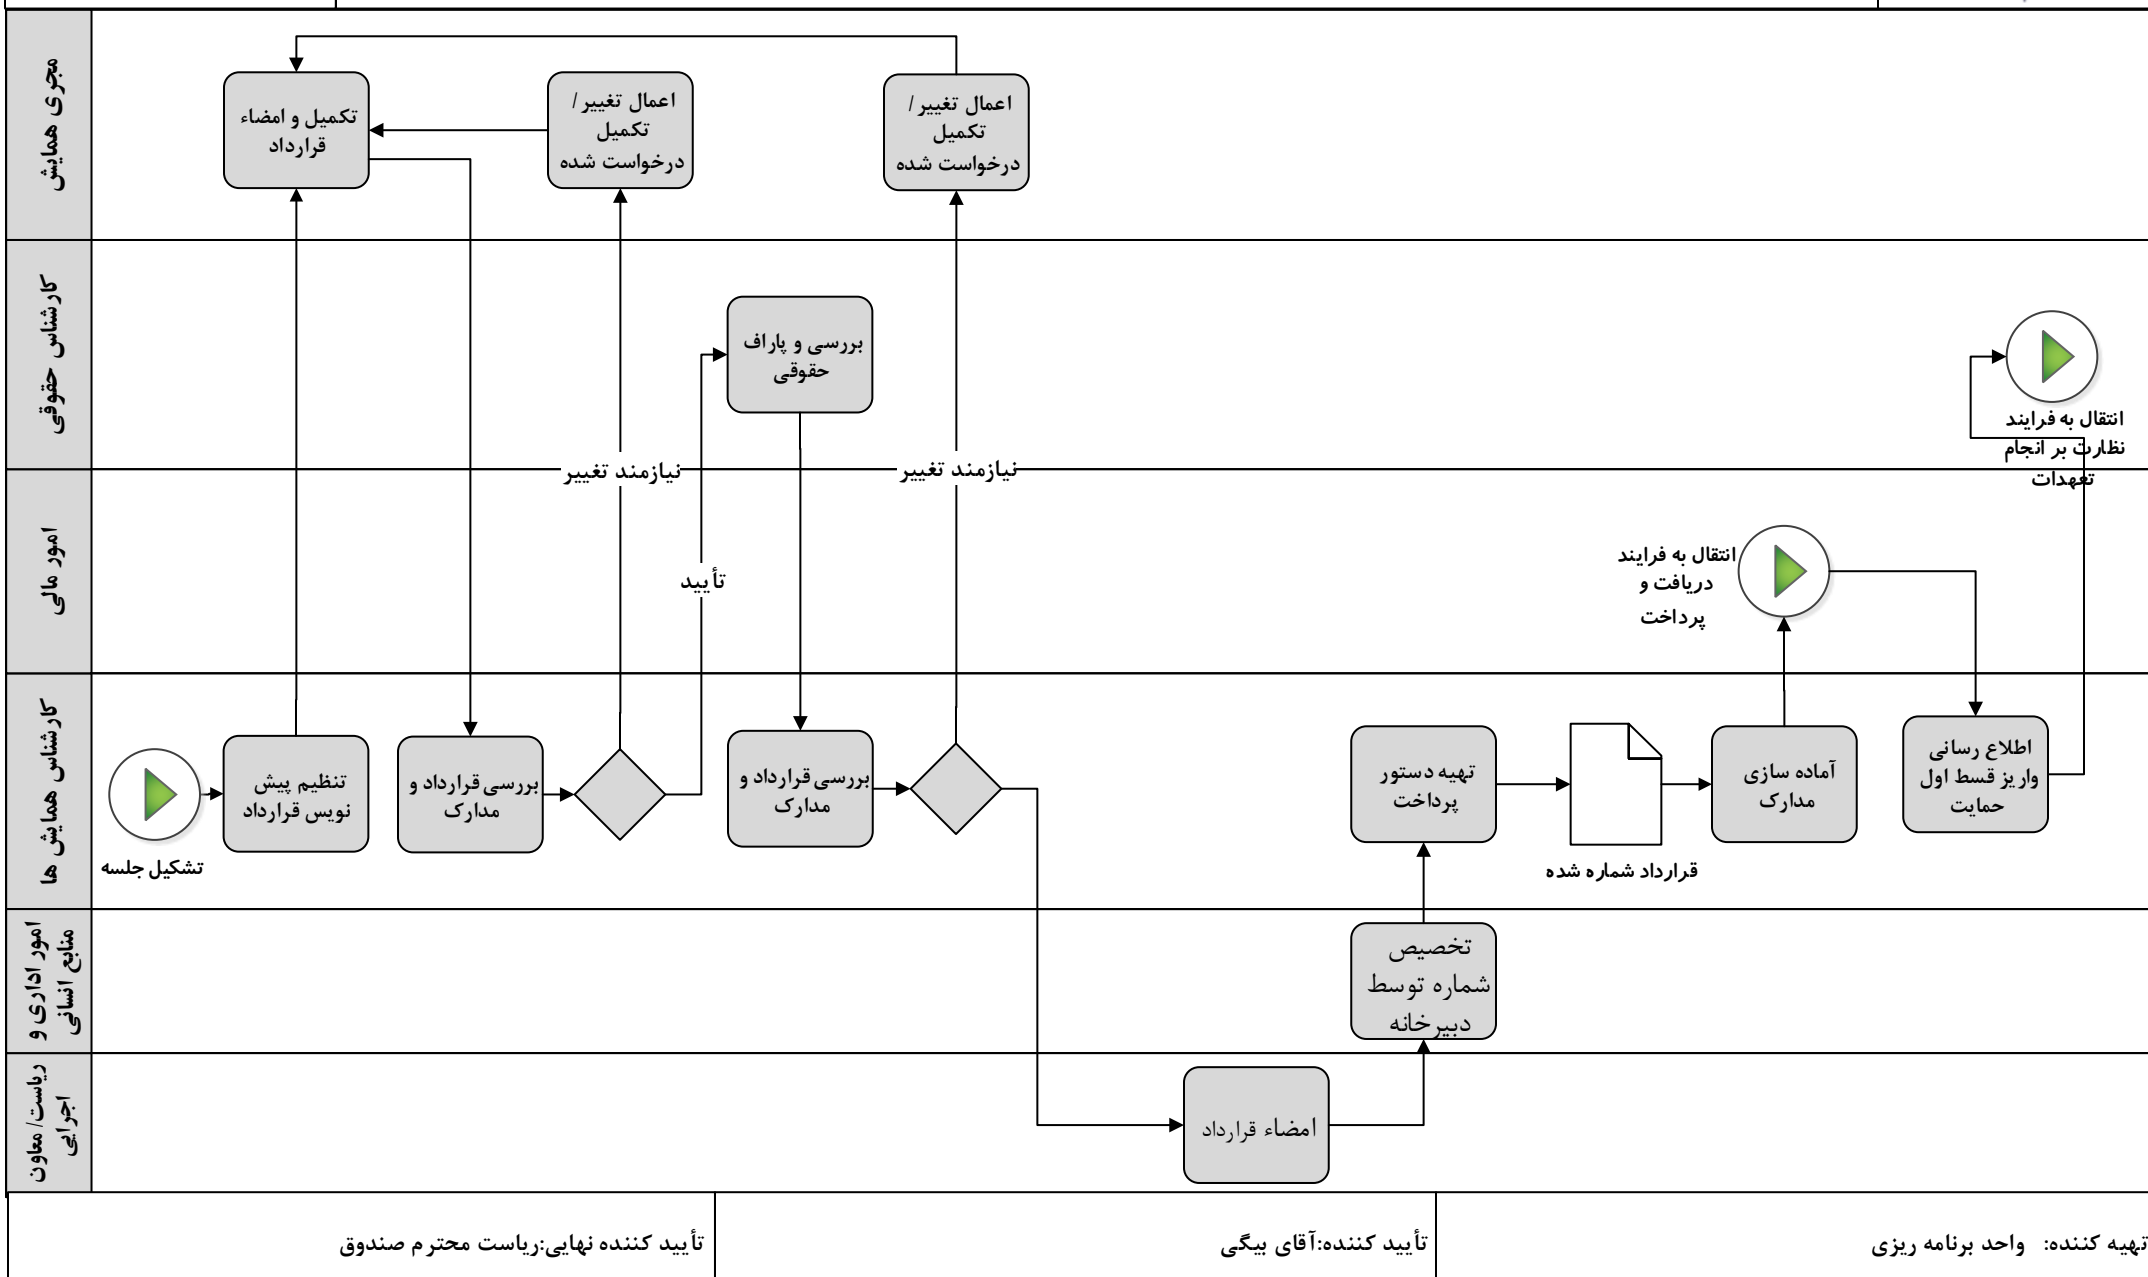 مجری همایش
تکمیل و امضاء
قرارداد
اعمال تغییر/
تکمیل
درخواست شده
اعمال تغییر/
تکمیل
درخواست شده
کارشناس حقوقی
بررسی و پاراف
حقوقی
انتقال به فرایند
نظارت بر انجام
تعهدات
نیازمند تغییر
نیازمند تغییر
امور مالی
تأیید
انتقال به فرایند
دریافت و
پرداخت
کارشناس همایش ها
تشکیل جلسه
تنظیم پیش
نویس قرارداد
بررسی قرارداد و
مدارک
بررسی قرارداد و
مدارک
تهیه دستور
پرداخت
قرارداد شماره شده
آماده سازی
مدارک
اطلاع رسانی
واریز قسط اول
حمایت
امور اداری و
منابع انسانی
تخصیص
شماره توسط
دبیرخانه
ریاست/ معاون
اجرایی
امضاء قرارداد
تهیه کننده: واحد برنامه ریزی
تأیید کننده:آقای بیگی
تأیید کننده نهایی:ریاست محترم صندوق